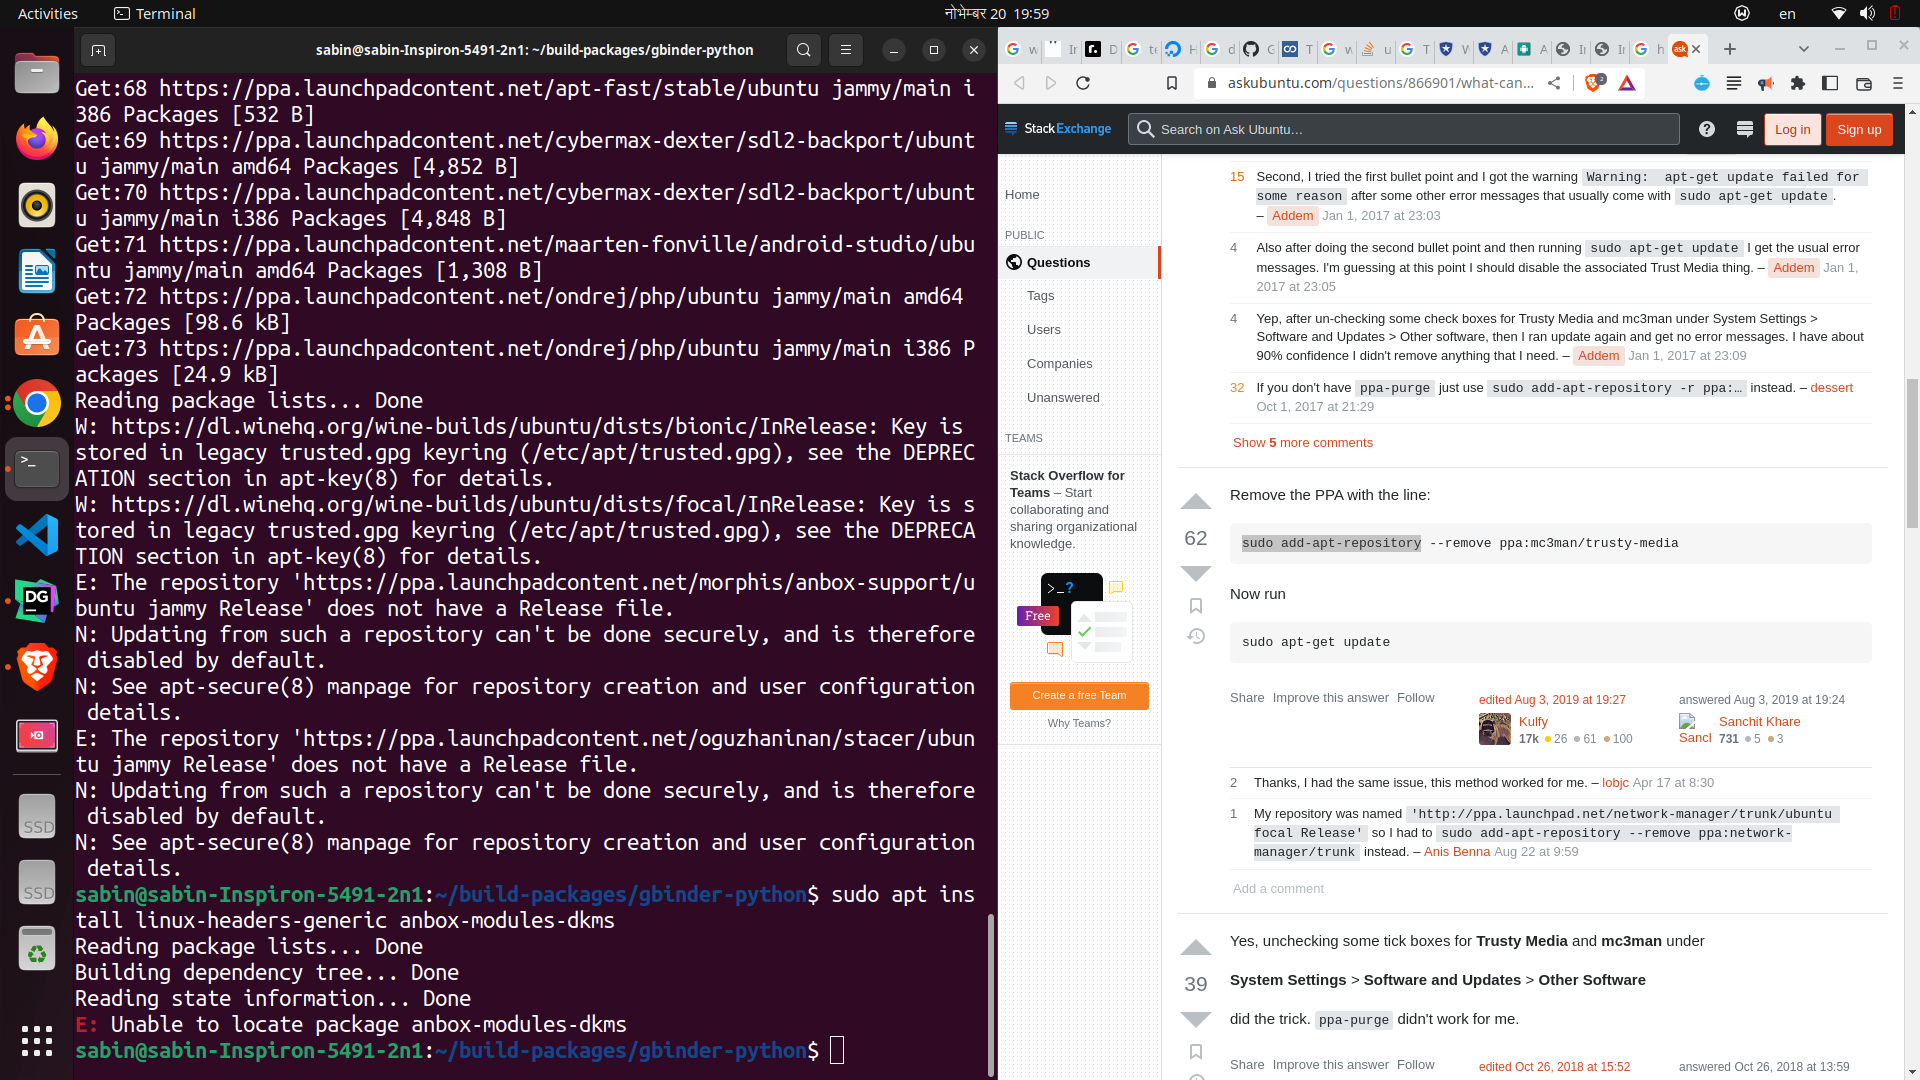 Activities
Terminal
नोभेम्बर 20 19:59
en
sabin@sabin-Inspiron-5491-2n1: ~/build-packages/gbinder-python
Get:68 https://ppa.launchpadcontent.net/apt-fast/stable/ubuntu jammy/main i
386 Packages [532 B]
Get:69 https://ppa.launchpadcontent.net/cybermax-dexter/sdl2-backport/ubunt
u jammy/main amd64 Packages [4,852 B]
Get:70 https://ppa.launchpadcontent.net/cybermax-dexter/sdl2-backport/ubunt
u jammy/main i386 Packages [4,848 B]
Get:71 https://ppa.launchpadcontent.net/maarten-fonville/android-studio/ubu
ntu jammy/main amd64 Packages [1,308 B]
Get:72 https://ppa.launchpadcontent.net/ondrej/php/ubuntu jammy/main amd64
Packages [98.6 kB]
Get:73 https://ppa.launchpadcontent.net/ondrej/php/ubuntu jammy/main i386 P
ackages [24.9 kB]
Reading package lists... Done
W: https://dl.winehq.org/wine-builds/ubuntu/dists/bionic/InRelease: Key is
stored in legacy trusted.gpg keyring (/etc/apt/trusted.gpg), see the DEPREC
ATION section in apt-key(8) for details.
W: https://dl.winehq.org/wine-builds/ubuntu/dists/focal/InRelease: Key is s
tored in legacy trusted.gpg keyring (/etc/apt/trusted.gpg), see the DEPRECA
TION section in apt-key(8) for details.
E: The repository 'https://ppa.launchpadcontent.net/morphis/anbox-support/u
buntu jammy Release' does not have a Release file.
N: Updating from such a repository can't be done securely, and is therefore
disabled by default.
N: See apt-secure(8) manpage for repository creation and user configuration
details.
E: The repository 'https://ppa.launchpadcontent.net/oguzhaninan/stacer/ubun
tu jammy Release' does not have a Release file.
N: Updating from such a repository can't be done securely, and is therefore
disabled by default.
N: See apt-secure(8) manpage for repository creation and user configuration
details.
sabin@sabin-Inspiron-5491-2n1:~/build-packages/gbinder-python$ sudo apt ins
tall linux-headers-generic anbox-modules-dkms
Reading package lists... Done
Building dependency tree... Done
Reading state information... Done
E: Unable to locate package anbox-modules-dkms
sabin@sabin-Inspiron-5491-2n1:~/build-packages/gbinder-python$
DG
SSD
SSD
askubuntu.com/questions/866901/what-can...
2
StackExchange
Search on Ask Ubuntu...
Log in
Sign up
Home
PUBLIC
Questions
Tags
Users
Companies
Unanswered
TEAMS
Stack Overflow for
Teams – Start
collaborating and
sharing organizational
knowledge.
>_?
Free
Create a free Team
Why Teams?
15 Second, I tried the first bullet point and I got the warning Warning: apt-get update failed for
some reason after some other error messages that usually come with sudo apt-get update .
– Addem Jan 1, 2017 at 23:03
4 Also after doing the second bullet point and then running sudo apt-get update I get the usual error
messages. I'm guessing at this point I should disable the associated Trust Media thing. – Addem Jan 1,
2017 at 23:05
4 Yep, after un-checking some check boxes for Trusty Media and mc3man under System Settings >
Software and Updates > Other software, then I ran update again and get no error messages. I have about
90% confidence I didn't remove anything that I need. – Addem Jan 1, 2017 at 23:09
32 If you don't have ppa-purge just use sudo add-apt-repository -r ppa:… instead. – dessert
Oct 1, 2017 at 21:29
Show 5 more comments
62
Remove the PPA with the line:
sudo add-apt-repository --remove ppa:mc3man/trusty-media
Now run
sudo apt-get update
Share Improve this answer Follow
edited Aug 3, 2019 at 19:27
Kulfy
17k 26 61 100
answered Aug 3, 2019 at 19:24
Sancl
Sanchit Khare
731 5 3
2 Thanks, I had the same issue, this method worked for me. – lobjc Apr 17 at 8:30
1 My repository was named 'http://ppa.launchpad.net/network-manager/trunk/ubuntu
focal Release' so I had to sudo add-apt-repository --remove ppa:network-
manager/trunk instead. – Anis Benna Aug 22 at 9:59
Add a comment
39
Yes, unchecking some tick boxes for Trusty Media and mc3man under
System Settings > Software and Updates > Other Software
did the trick. ppa-purge didn't work for me.
Share Improve this answer Follow
edited Oct 26, 2018 at 15:52
answered Oct 26, 2018 at 13:59